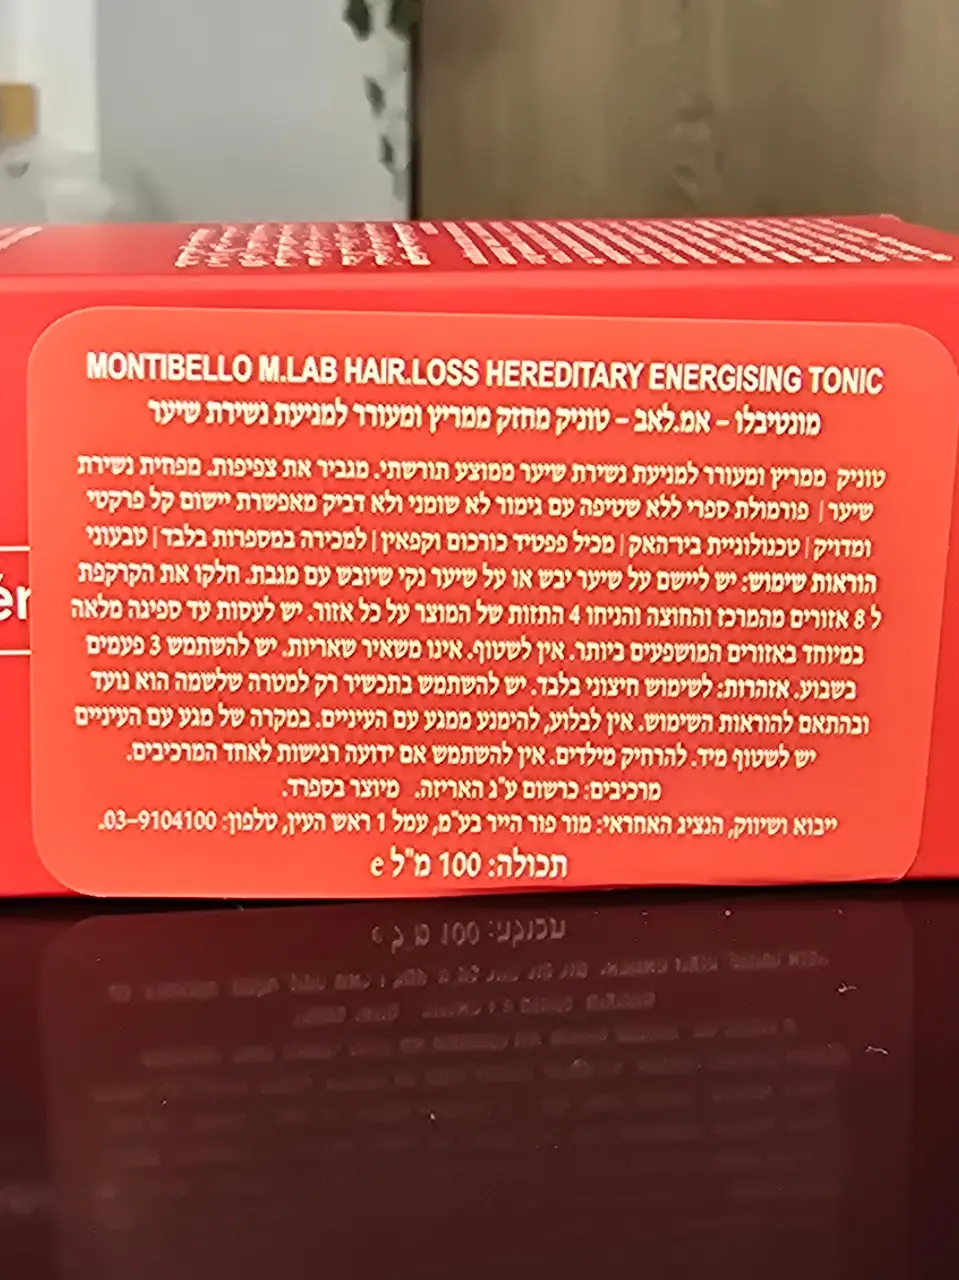 MONTIBELLO M.LAB HAIR.LOSS HEREDITARY ENERGISING TONIC
מונטיבלו – אמ.לאב – טוניק מחזק ממריץ ומעורר למניעת נשירת שיער
טוניק ממריץ ומעורר למניעת נשירת שיער ממוצע תורשתי. מגביר את צפיפות. מפחית נשירת
שיער | פורמולת ספרי ללא שטיפה עם גימור לא שומני ולא דביק מאפשרת יישום קל פרקטי
ומדויק | טכנולוגיית ביו־האק | מכיל פפטיד כורכום וקפאין | למכירה במספרות בלבד | טבעוני
הוראות שימוש: יש ליישם על שיער יבש או על שיער נקי שיובש עם מגבת. חלקו את הקרקפת
ל 8 אזורים מהמרכז והחוצה והניחו 4 התזות של המוצר על כל אזור. יש לעסות עד ספיגה מלאה
במיוחד באזורים המושפעים ביותר. אין לשטוף. אינו משאיר שאריות. יש להשתמש 3 פעמים
בשבוע. אזהרות: לשימוש חיצוני בלבד. יש להשתמש בתכשיר רק למטרה שלשמה הוא נועד
ובהתאם להוראות השימוש. אין לבלוע, להימנע ממגע עם העיניים. במקרה של מגע עם העיניים
יש לשטוף מיד. להרחיק מילדים. אין להשתמש אם ידועה רגישות לאחד המרכיבים.
מרכיבים: כרשום ע"ג האריזה. מיוצר בספרד.
ייבוא ושיווק, הנציג האחראי: מור פור הייר בע"מ, עמל 1 ראש העין, טלפון: 03–9104100.
תכולה: 100 מ"ל e